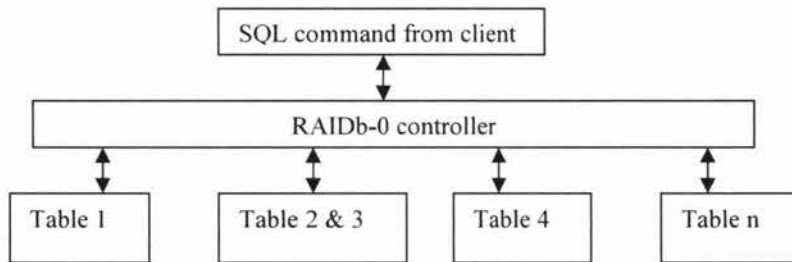 SQL command from client
RAIDb-0 controller
Table 1
Table 2 & 3
Table 4
Table n